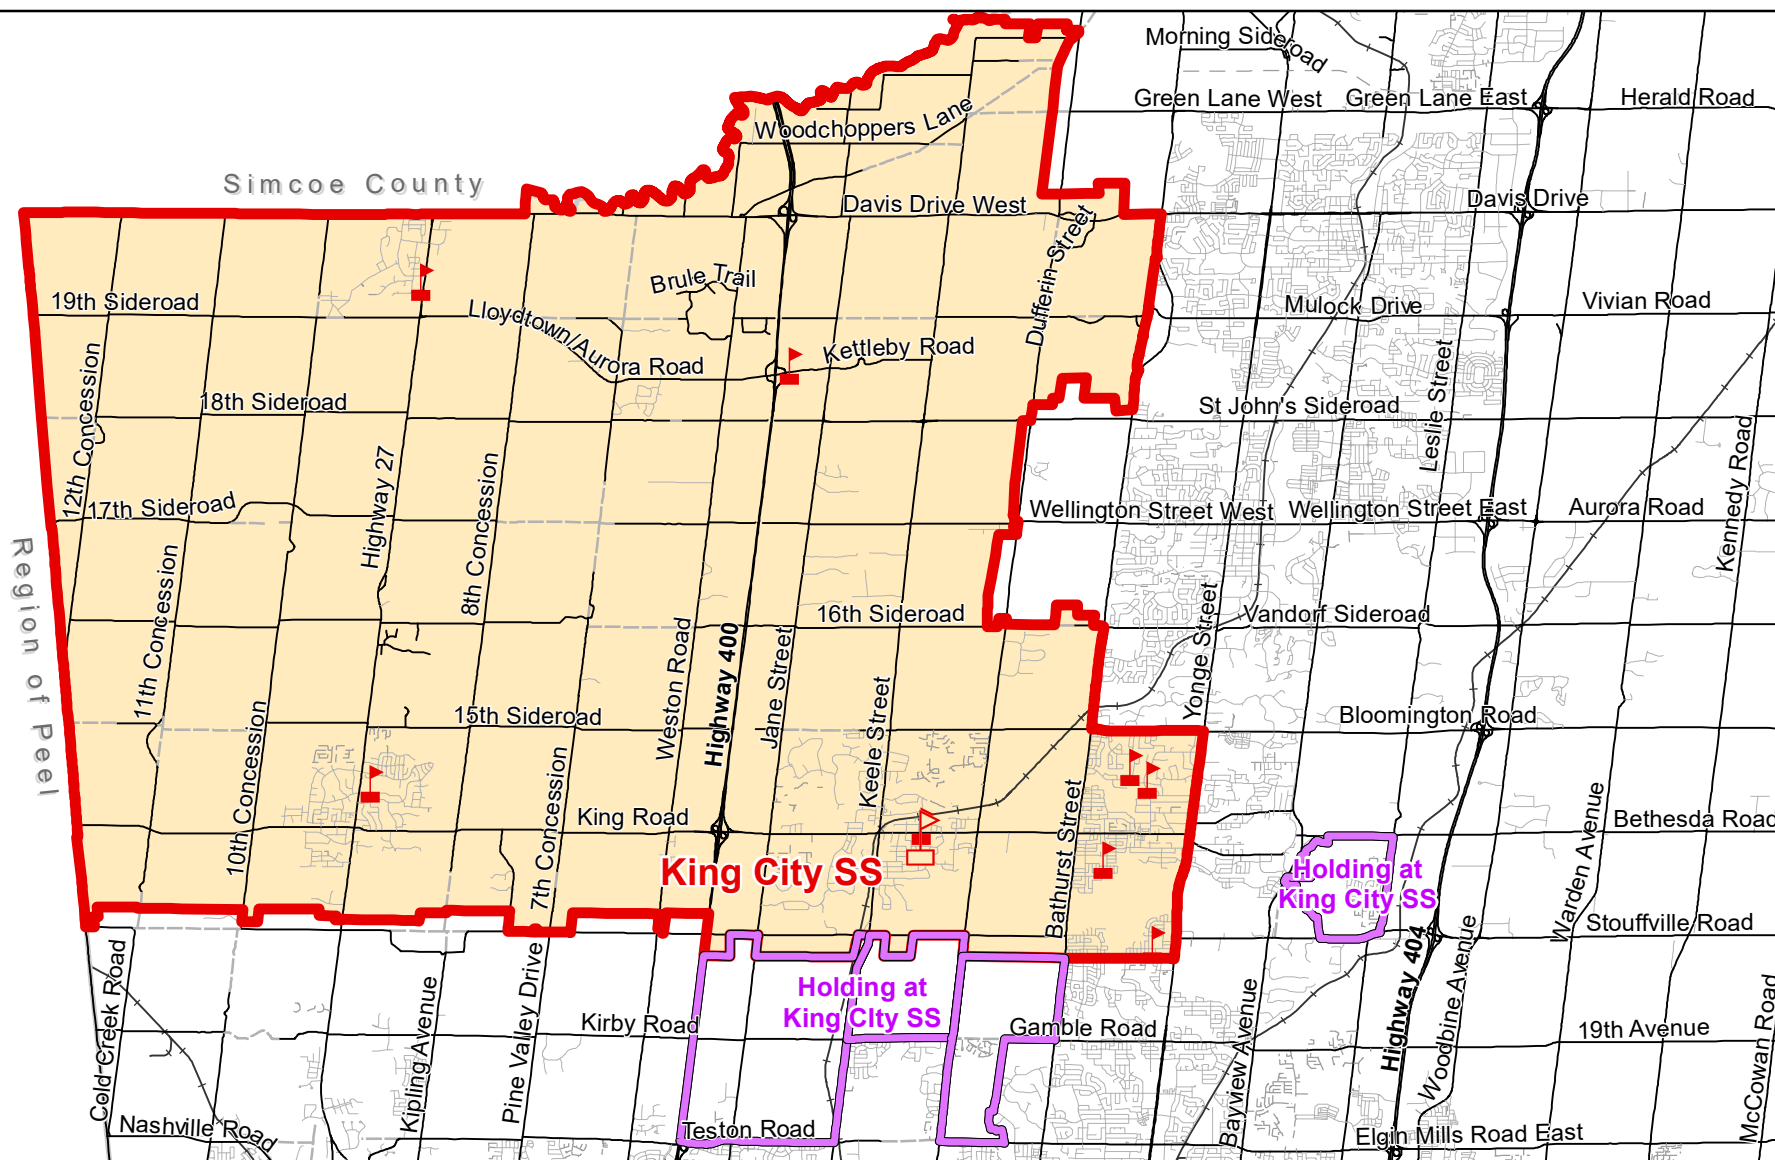 Morning Sideroad
Green Lane West
Green Lane East
Herald Road
Woodchoppers Lane
Simcoe County
Davis Drive West
Davis Drive
Dufferin Street
Brule Trail
19th Sideroad
Lloydtown/Aurora Road
Kettleby Road
Mulock Drive
Vivian Road
12th Concession
18th Sideroad
St John's Sideroad
Leslie Street
Kennedy Road
Highway 27
8th Concession
17th Sideroad
Wellington Street West
Wellington Street East
Aurora Road
Region of Peel
11th Concession
16th Sideroad
Vandorf Sideroad
Yonge Street
Weston Road
Highway 400
Jane Street
Keele Street
15th Sideroad
Bloomington Road
10th Concession
7th Concession
King Road
Bathurst Street
Bethesda Road
Warden Avenue
King City SS
Holding at
King City SS
Stouffville Road
Cold Creek Road
Kipling Avenue
Pine Valley Drive
Holding at
King CIty SS
Kirby Road
Gamble Road
Bayview Avenue
Highway 404
Woodbine Avenue
19th Avenue
McCowan Road
Nashville Road
Teston Road
Elgin Mills Road East